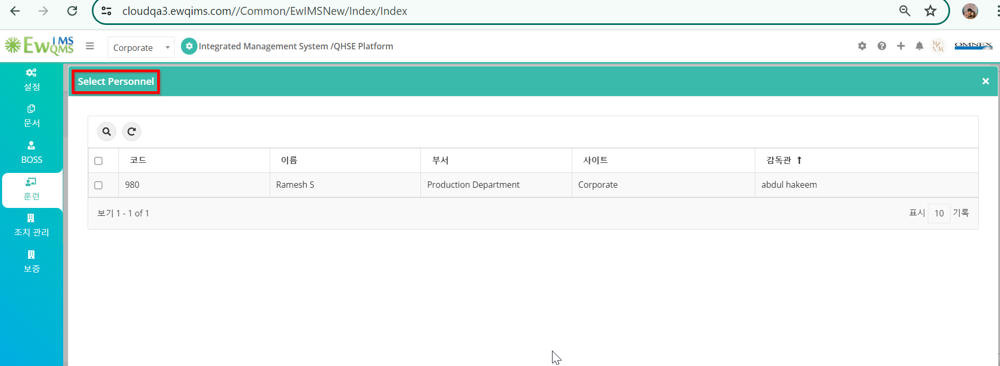 cloudqa3.ewqims.com//Common/EwIMSNew/Index/Index
EwIMS QMS Corporate Integrated Management System /QHSE Platform OMNEX
설정
문서
BOSS
훈련
조치 관리
보증
Select Personnel
코드 이름 부서 사이트 감독관
980 Ramesh S Production Department Corporate abdul hakeem
보기 1 - 1 of 1 표시 10 기록